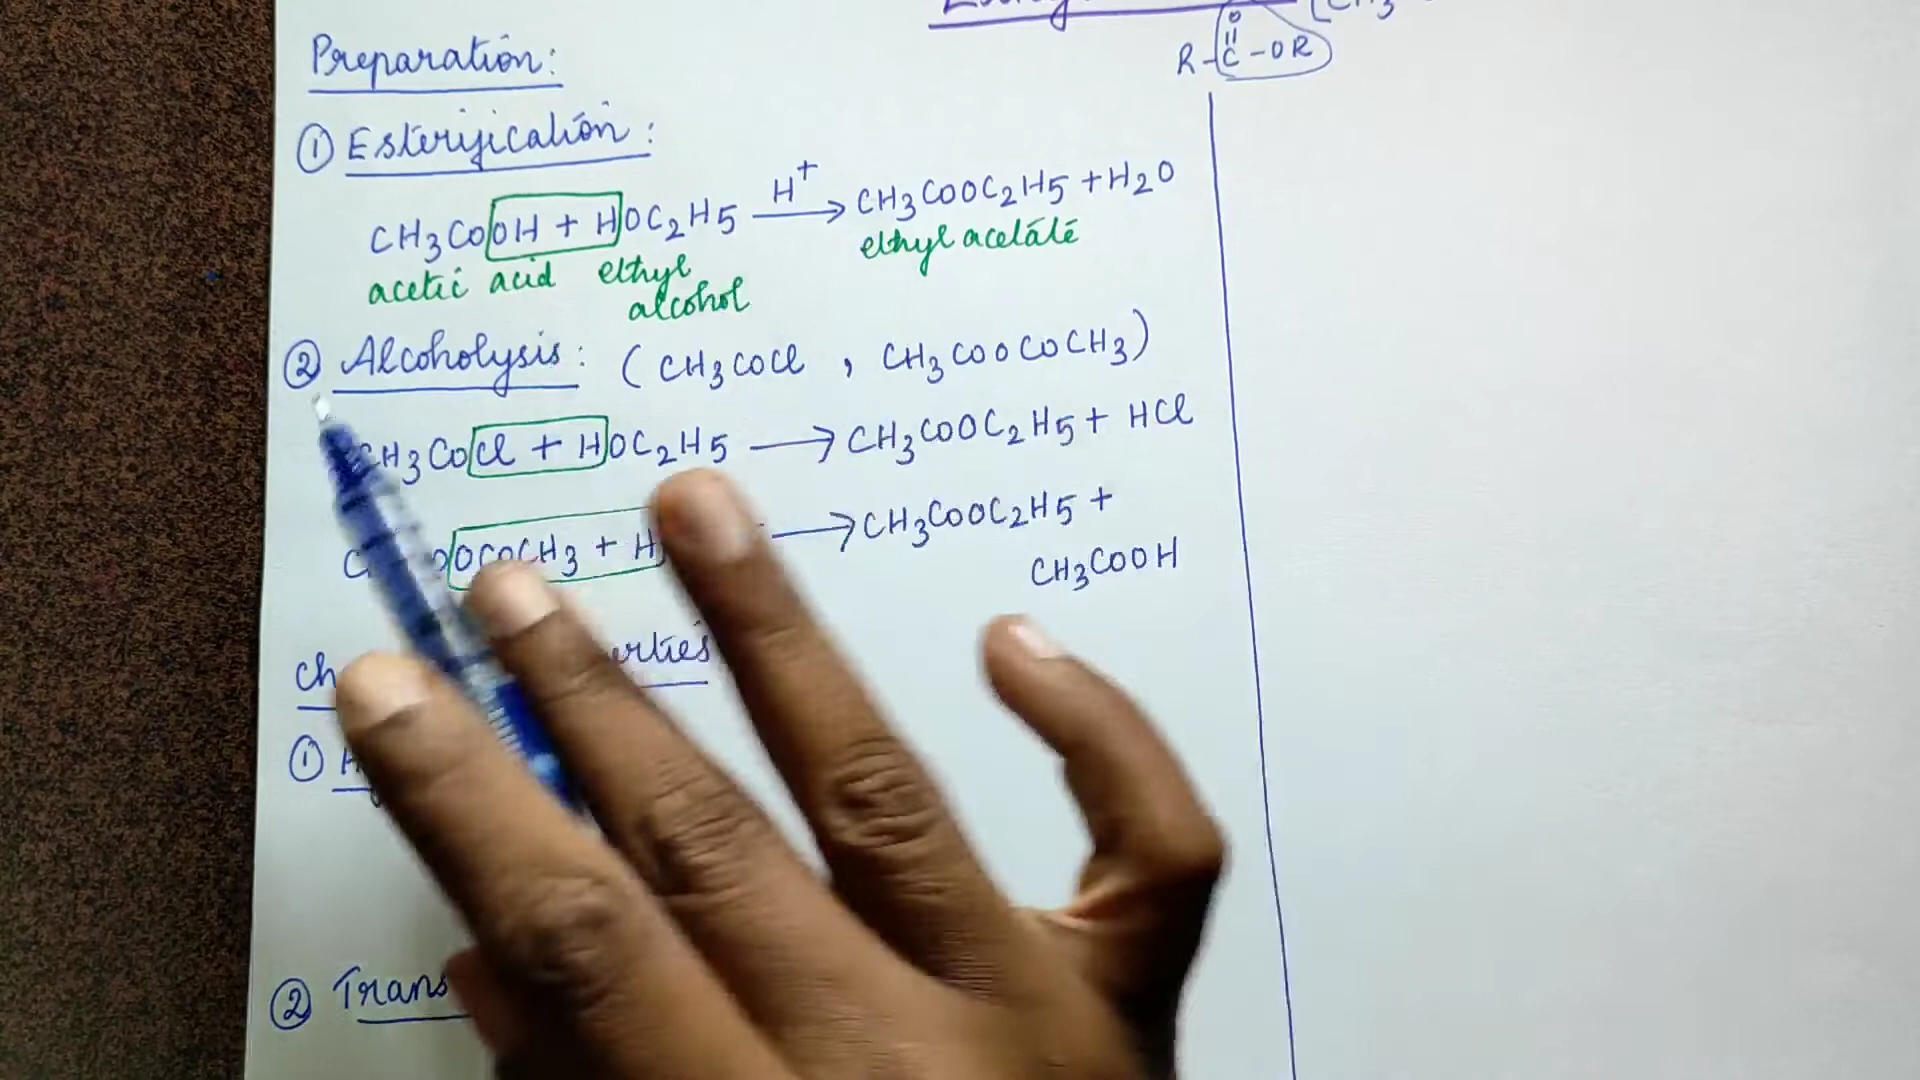 R-C-OR
O
||
Preparation:
① Esterification:
CH3COOH + HOC2H5 ⟶ CH3COOC2H5 + H2O
H+
acetic acid ethyl alcohol
ethyl acetate
② Alcoholysis: (CH3COCl , CH3COOCOCH3)
CH3COCl + HOC2H5 ⟶ CH3COOC2H5 + HCl
OCOCH3 + H ⟶ CH3COOC2H5 +
CH3COOH
①
② Trans